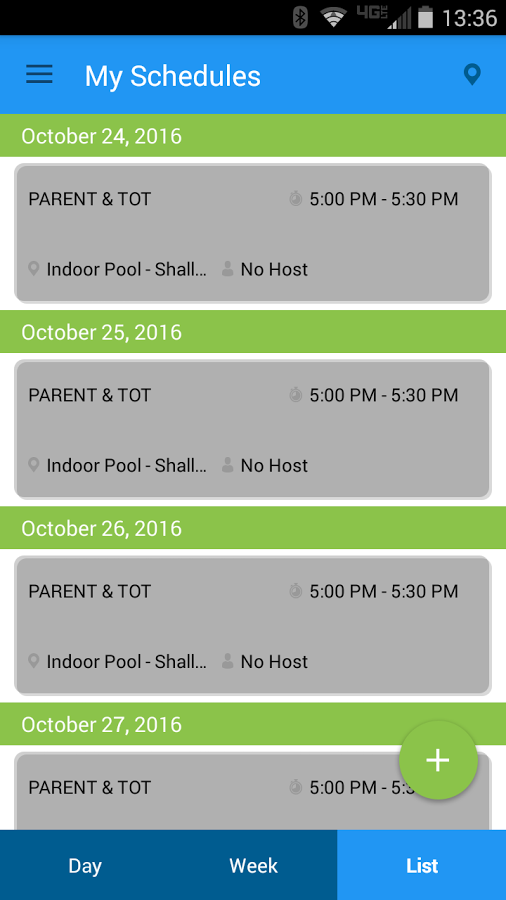 4G LTE 13:36
My Schedules
October 24, 2016
PARENT & TOT 5:00 PM - 5:30 PM
Indoor Pool - Shall... No Host
October 25, 2016
PARENT & TOT 5:00 PM - 5:30 PM
Indoor Pool - Shall... No Host
October 26, 2016
PARENT & TOT 5:00 PM - 5:30 PM
Indoor Pool - Shall... No Host
October 27, 2016
PARENT & TOT 5:00 PM - 5:3
Day Week List